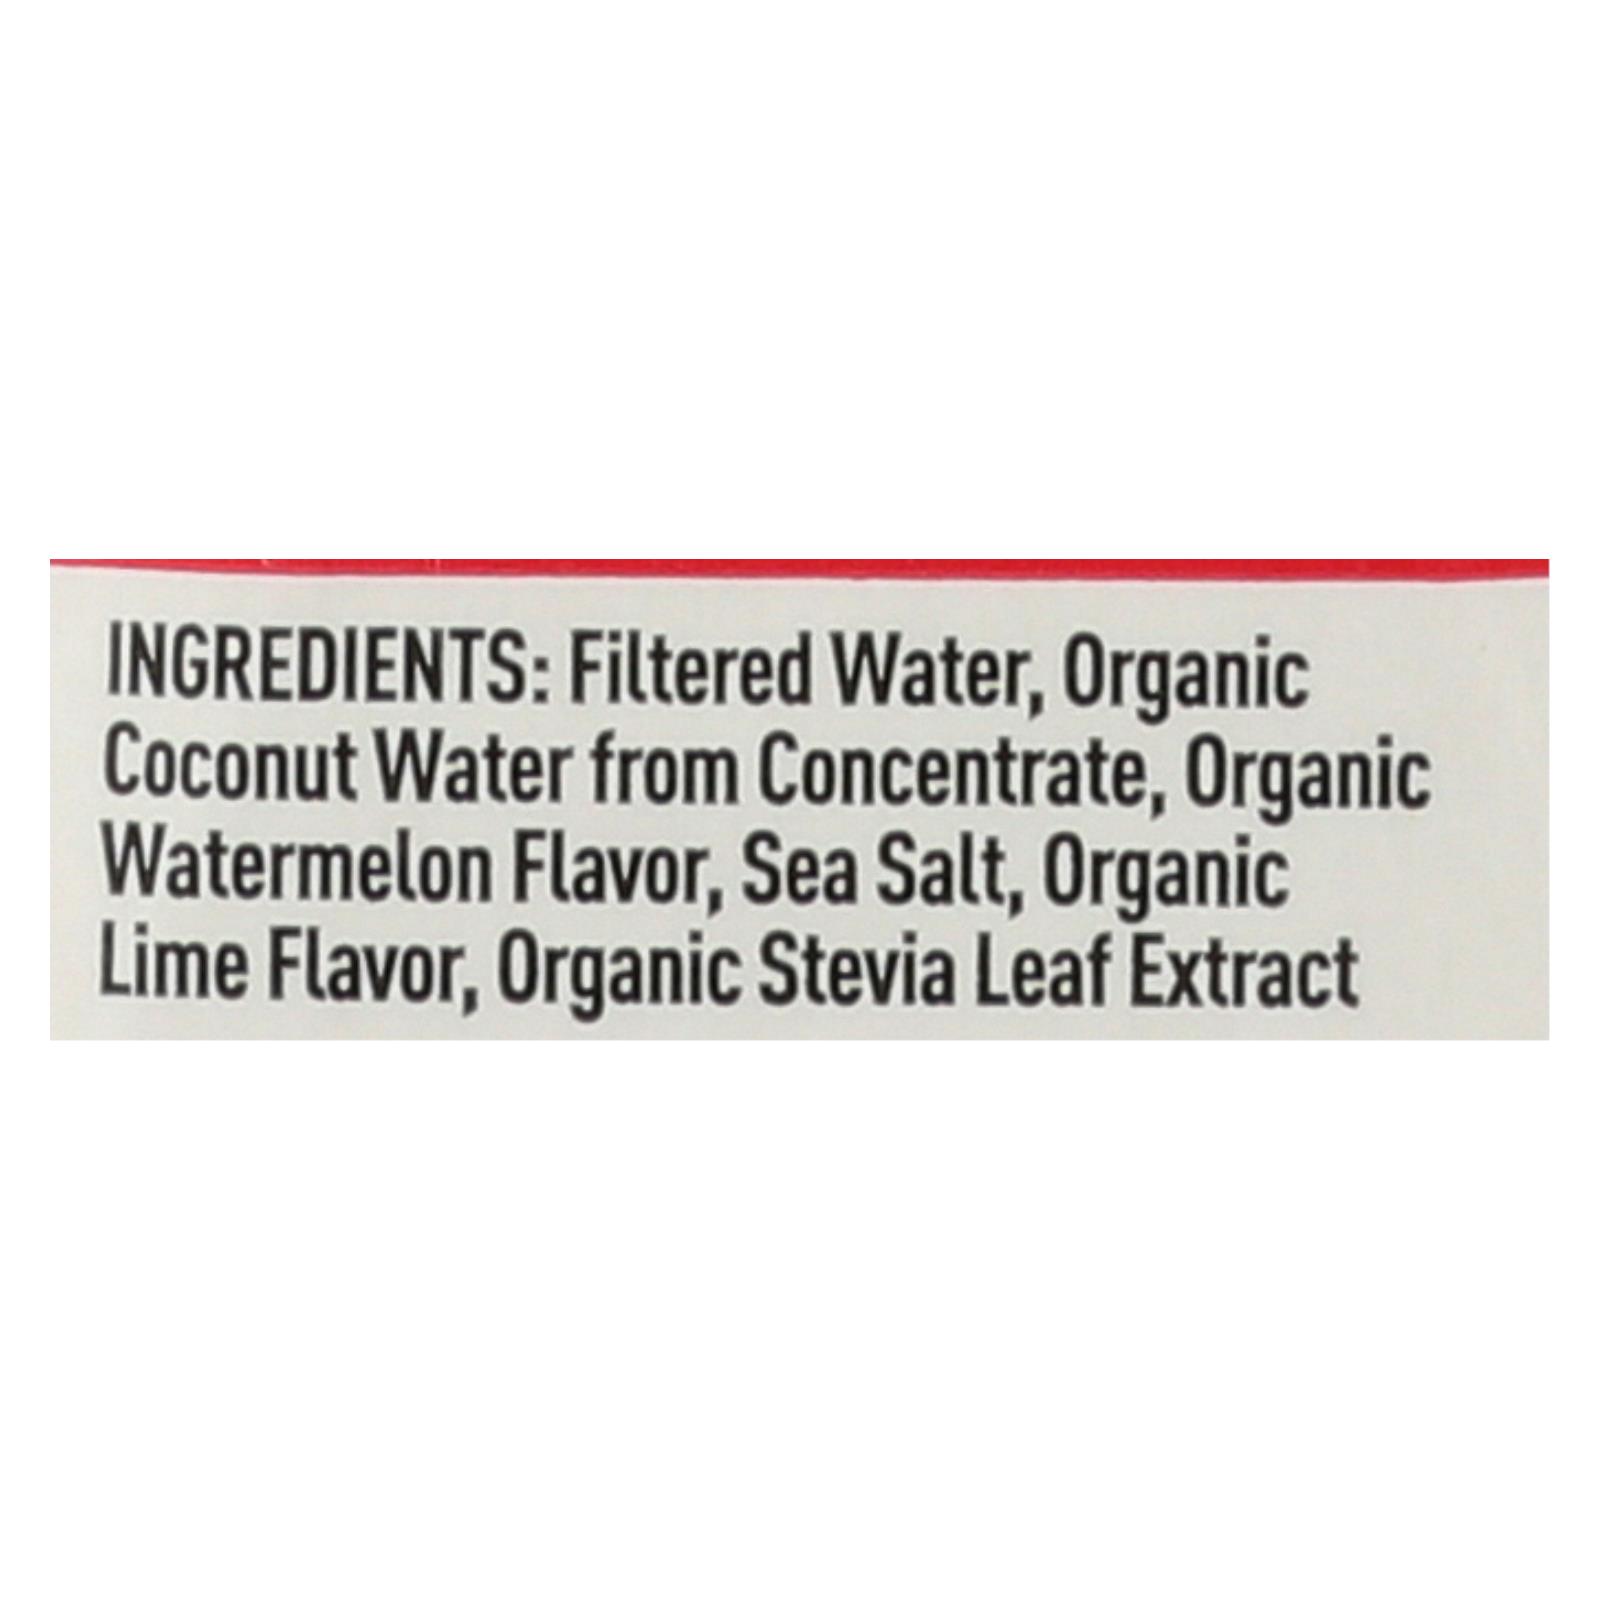 INGREDIENTS: Filtered Water, Organic
Coconut Water from Concentrate, Organic
Watermelon Flavor, Sea Salt, Organic
Lime Flavor, Organic Stevia Leaf Extract